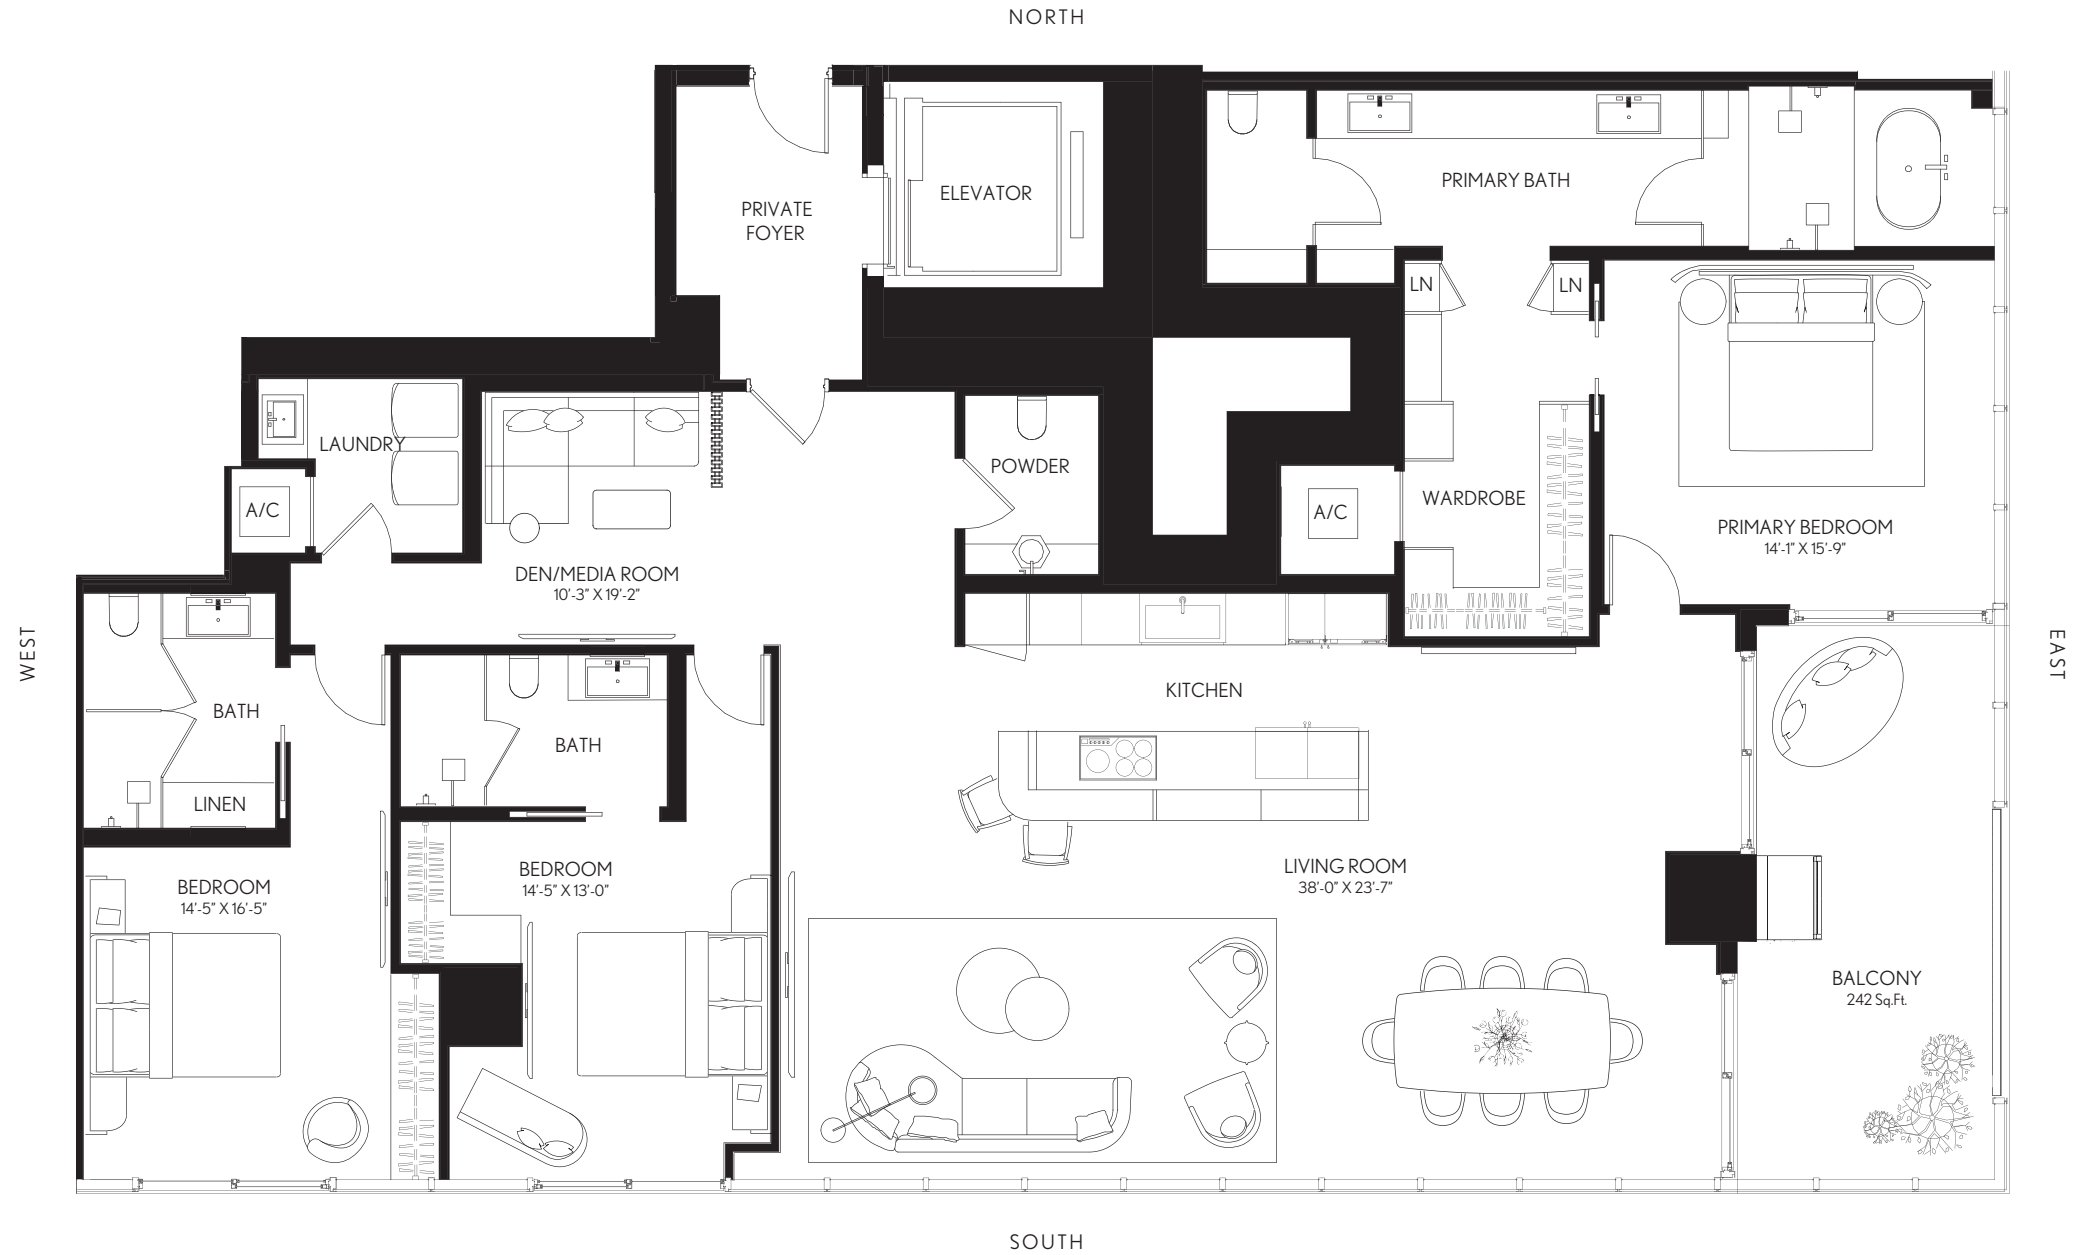 NORTH
PRIVATE
FOYER
ELEVATOR
PRIMARY BATH
LN
LN
LAUNDRY
A/C
POWDER
A/C
WARDROBE
PRIMARY BEDROOM
14'-1" X 15'-9"
DEN/MEDIA ROOM
10'-3" X 19'-2"
WEST
EAST
BATH
LINEN
BATH
KITCHEN
BEDROOM
14'-5" X 16'-5"
BEDROOM
14'-5" X 13'-0"
LIVING ROOM
38'-0" X 23'-7"
BALCONY
242 Sq.Ft.
SOUTH